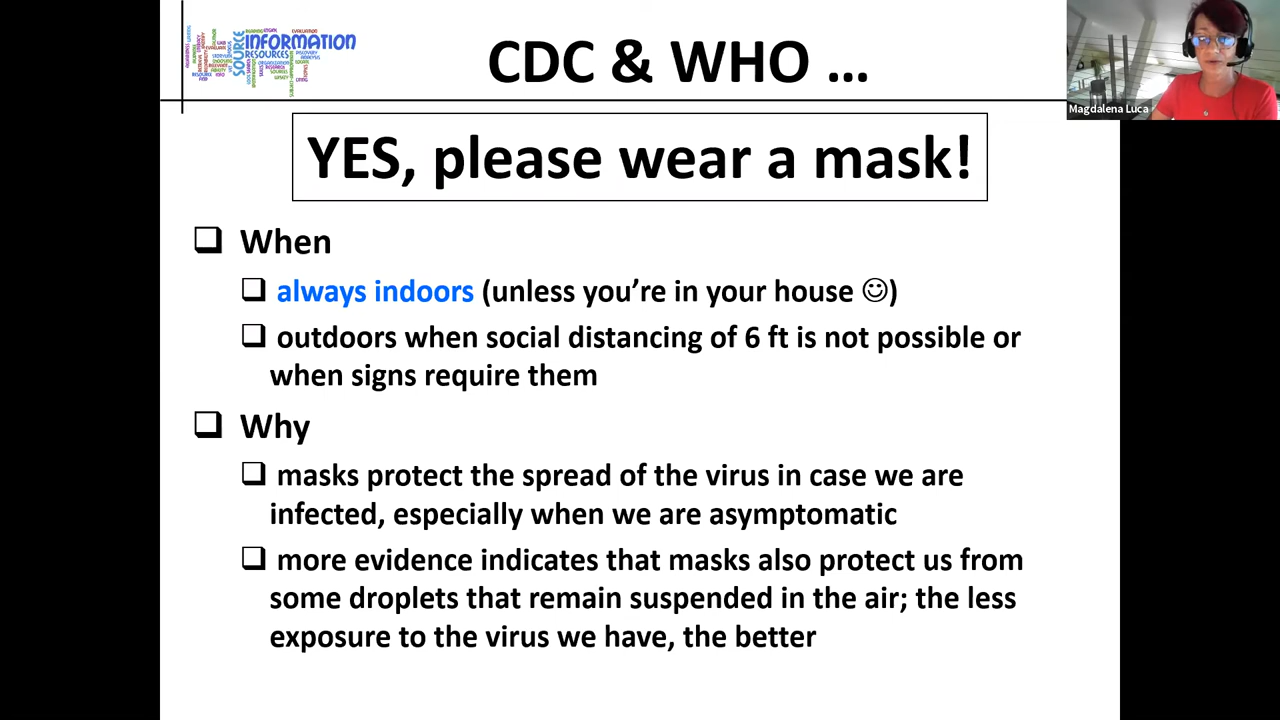 INFORMATION
SOURCE
RESOURCES
CDC & WHO ...
Magdalena Luca
YES, please wear a mask!
❑ When
❑ always indoors (unless you’re in your house ☺)
❑ outdoors when social distancing of 6 ft is not possible or
when signs require them
❑ Why
❑ masks protect the spread of the virus in case we are
infected, especially when we are asymptomatic
❑ more evidence indicates that masks also protect us from
some droplets that remain suspended in the air; the less
exposure to the virus we have, the better